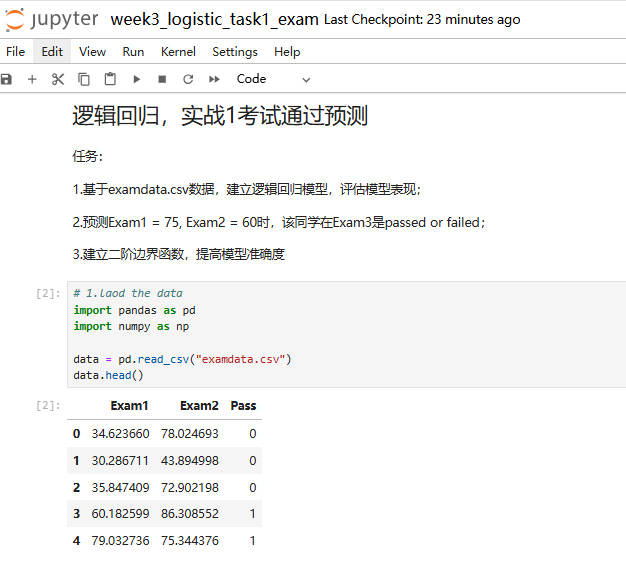 jupyter week3_logistic_task1_exam Last Checkpoint: 23 minutes ago
File Edit View Run Kernel Settings Help
Code
逻辑回归，实战1考试通过预测
任务：
1.基于examdata.csv数据，建立逻辑回归模型，评估模型表现；
2.预测Exam1 = 75, Exam2 = 60时，该同学在Exam3是passed or failed；
3.建立二阶边界函数，提高模型准确度
[2]: # 1.laod the data
import pandas as pd
import numpy as np
data = pd.read_csv("examdata.csv")
data.head()
[2]: Exam1 Exam2 Pass
0 34.623660 78.024693 0
1 30.286711 43.894998 0
2 35.847409 72.902198 0
3 60.182599 86.308552 1
4 79.032736 75.344376 1